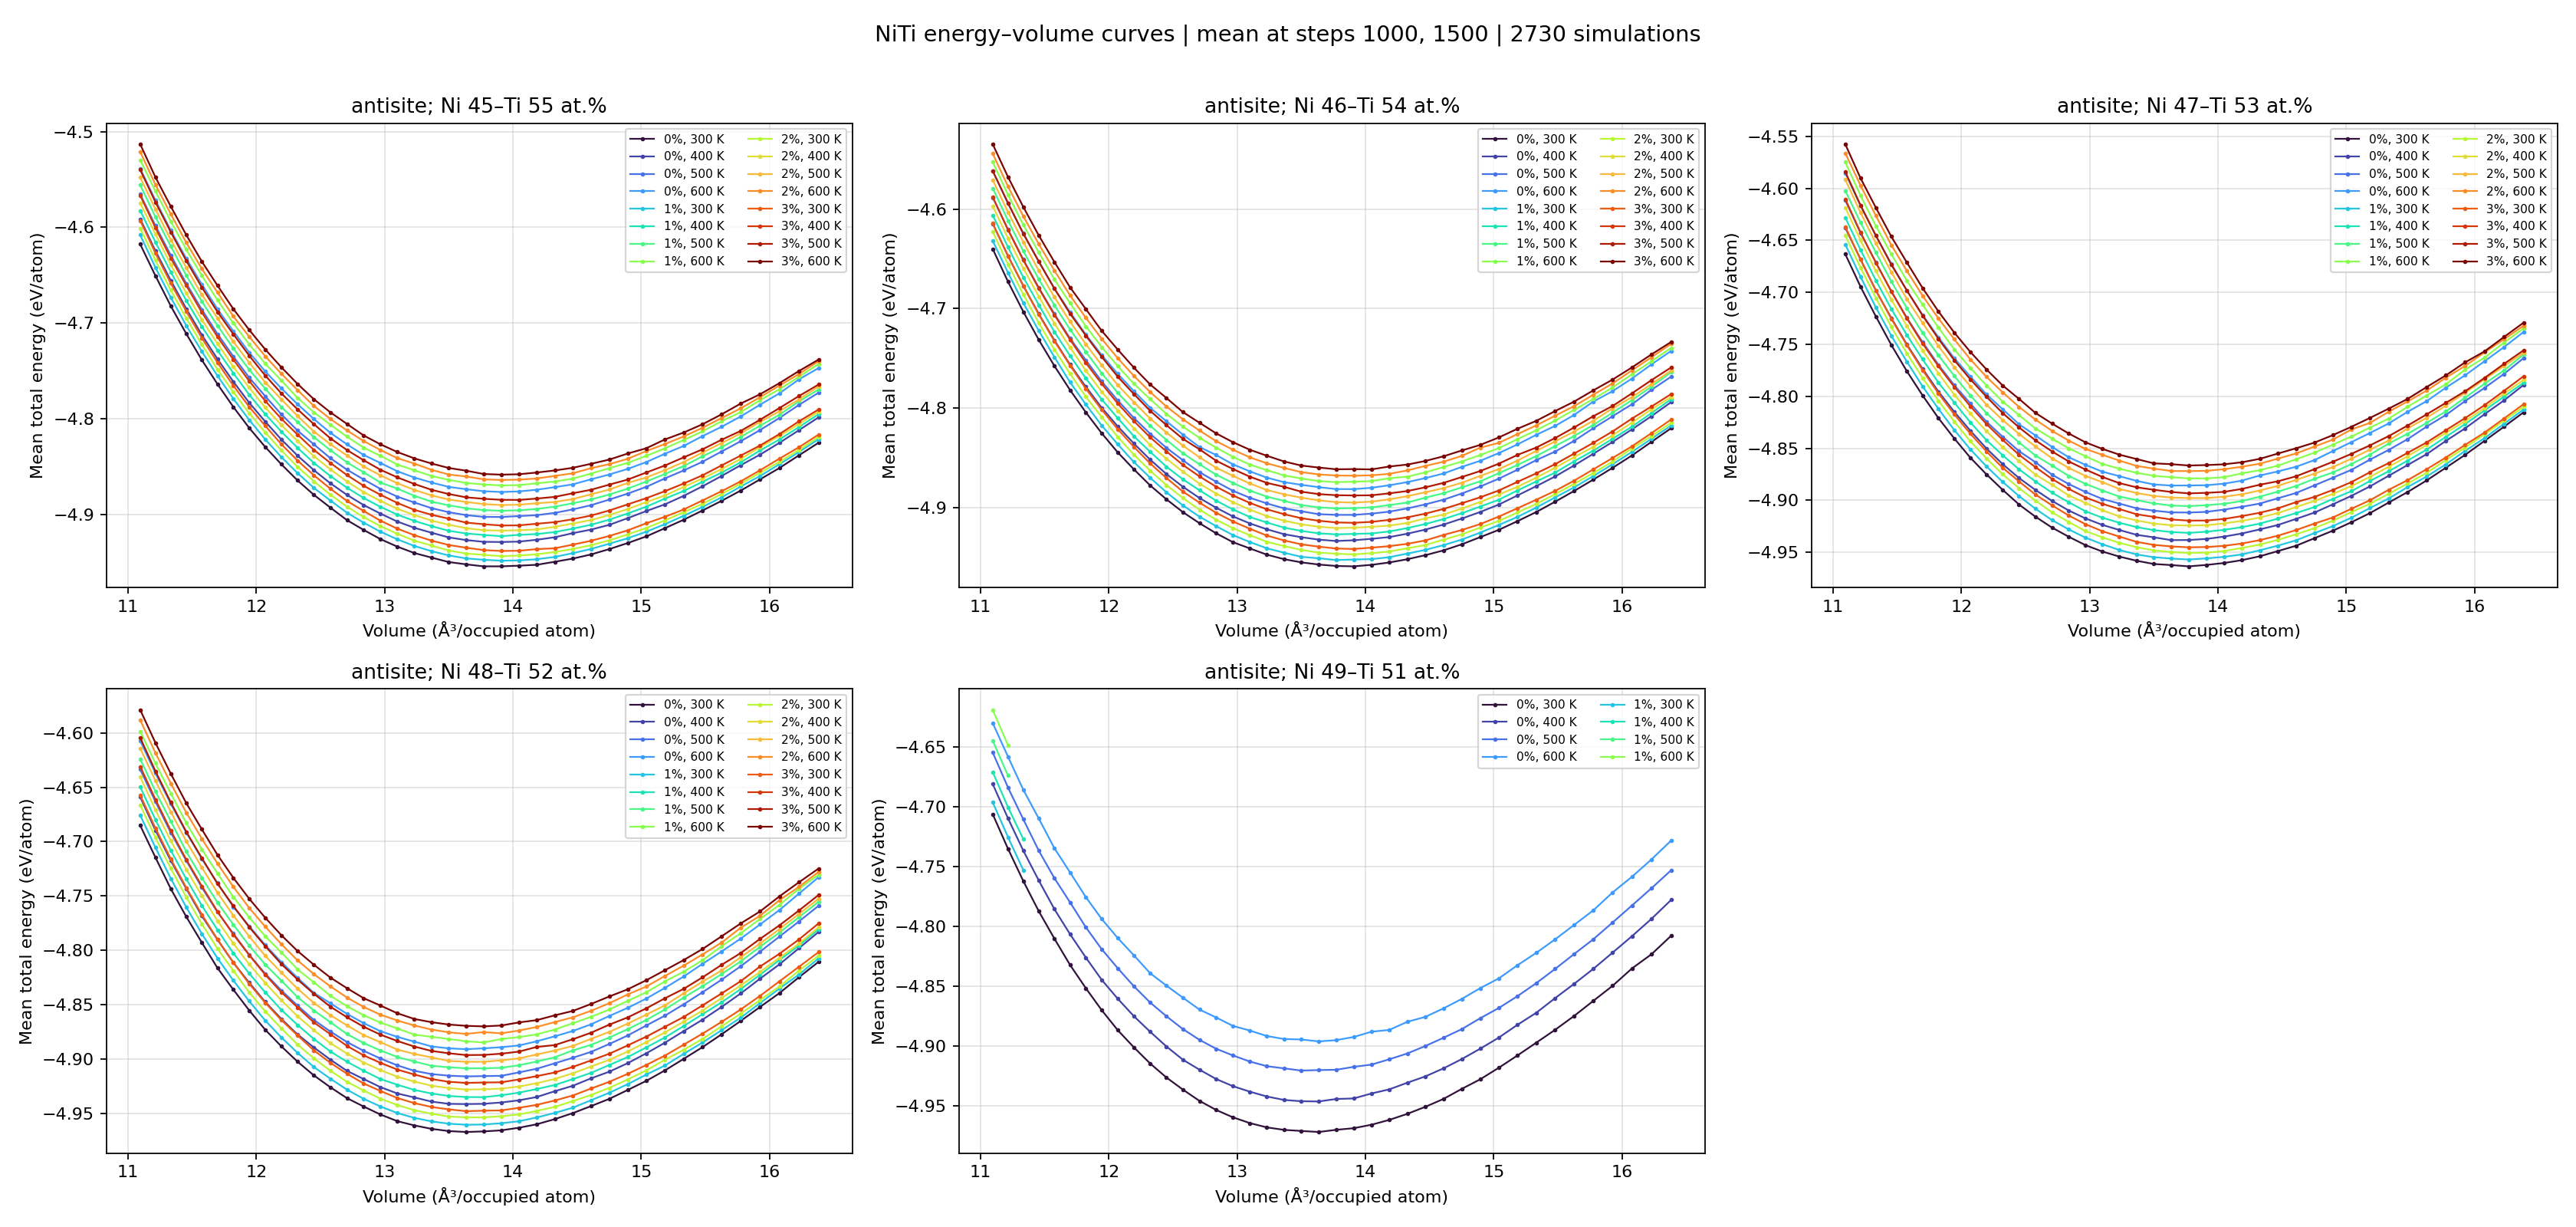 NiTi energy–volume curves | mean at steps 1000, 1500 | 2730 simulations
antisite; Ni 45–Ti 55 at.%
Mean total energy (eV/atom)
−4.5
−4.6
−4.7
−4.8
−4.9
0%, 300 K 2%, 300 K
0%, 400 K 2%, 400 K
0%, 500 K 2%, 500 K
0%, 600 K 2%, 600 K
1%, 300 K 3%, 300 K
1%, 400 K 3%, 400 K
1%, 500 K 3%, 500 K
1%, 600 K 3%, 600 K
11 12 13 14 15 16
Volume (Å³/occupied atom)
antisite; Ni 46–Ti 54 at.%
Mean total energy (eV/atom)
−4.6
−4.7
−4.8
−4.9
0%, 300 K 2%, 300 K
0%, 400 K 2%, 400 K
0%, 500 K 2%, 500 K
0%, 600 K 2%, 600 K
1%, 300 K 3%, 300 K
1%, 400 K 3%, 400 K
1%, 500 K 3%, 500 K
1%, 600 K 3%, 600 K
11 12 13 14 15 16
Volume (Å³/occupied atom)
antisite; Ni 47–Ti 53 at.%
Mean total energy (eV/atom)
−4.55
−4.60
−4.65
−4.70
−4.75
−4.80
−4.85
−4.90
−4.95
0%, 300 K 2%, 300 K
0%, 400 K 2%, 400 K
0%, 500 K 2%, 500 K
0%, 600 K 2%, 600 K
1%, 300 K 3%, 300 K
1%, 400 K 3%, 400 K
1%, 500 K 3%, 500 K
1%, 600 K 3%, 600 K
11 12 13 14 15 16
Volume (Å³/occupied atom)
antisite; Ni 48–Ti 52 at.%
Mean total energy (eV/atom)
−4.60
−4.65
−4.70
−4.75
−4.80
−4.85
−4.90
−4.95
0%, 300 K 2%, 300 K
0%, 400 K 2%, 400 K
0%, 500 K 2%, 500 K
0%, 600 K 2%, 600 K
1%, 300 K 3%, 300 K
1%, 400 K 3%, 400 K
1%, 500 K 3%, 500 K
1%, 600 K 3%, 600 K
11 12 13 14 15 16
Volume (Å³/occupied atom)
antisite; Ni 49–Ti 51 at.%
Mean total energy (eV/atom)
−4.65
−4.70
−4.75
−4.80
−4.85
−4.90
−4.95
0%, 300 K 1%, 300 K
0%, 400 K 1%, 400 K
0%, 500 K 1%, 500 K
0%, 600 K 1%, 600 K
11 12 13 14 15 16
Volume (Å³/occupied atom)